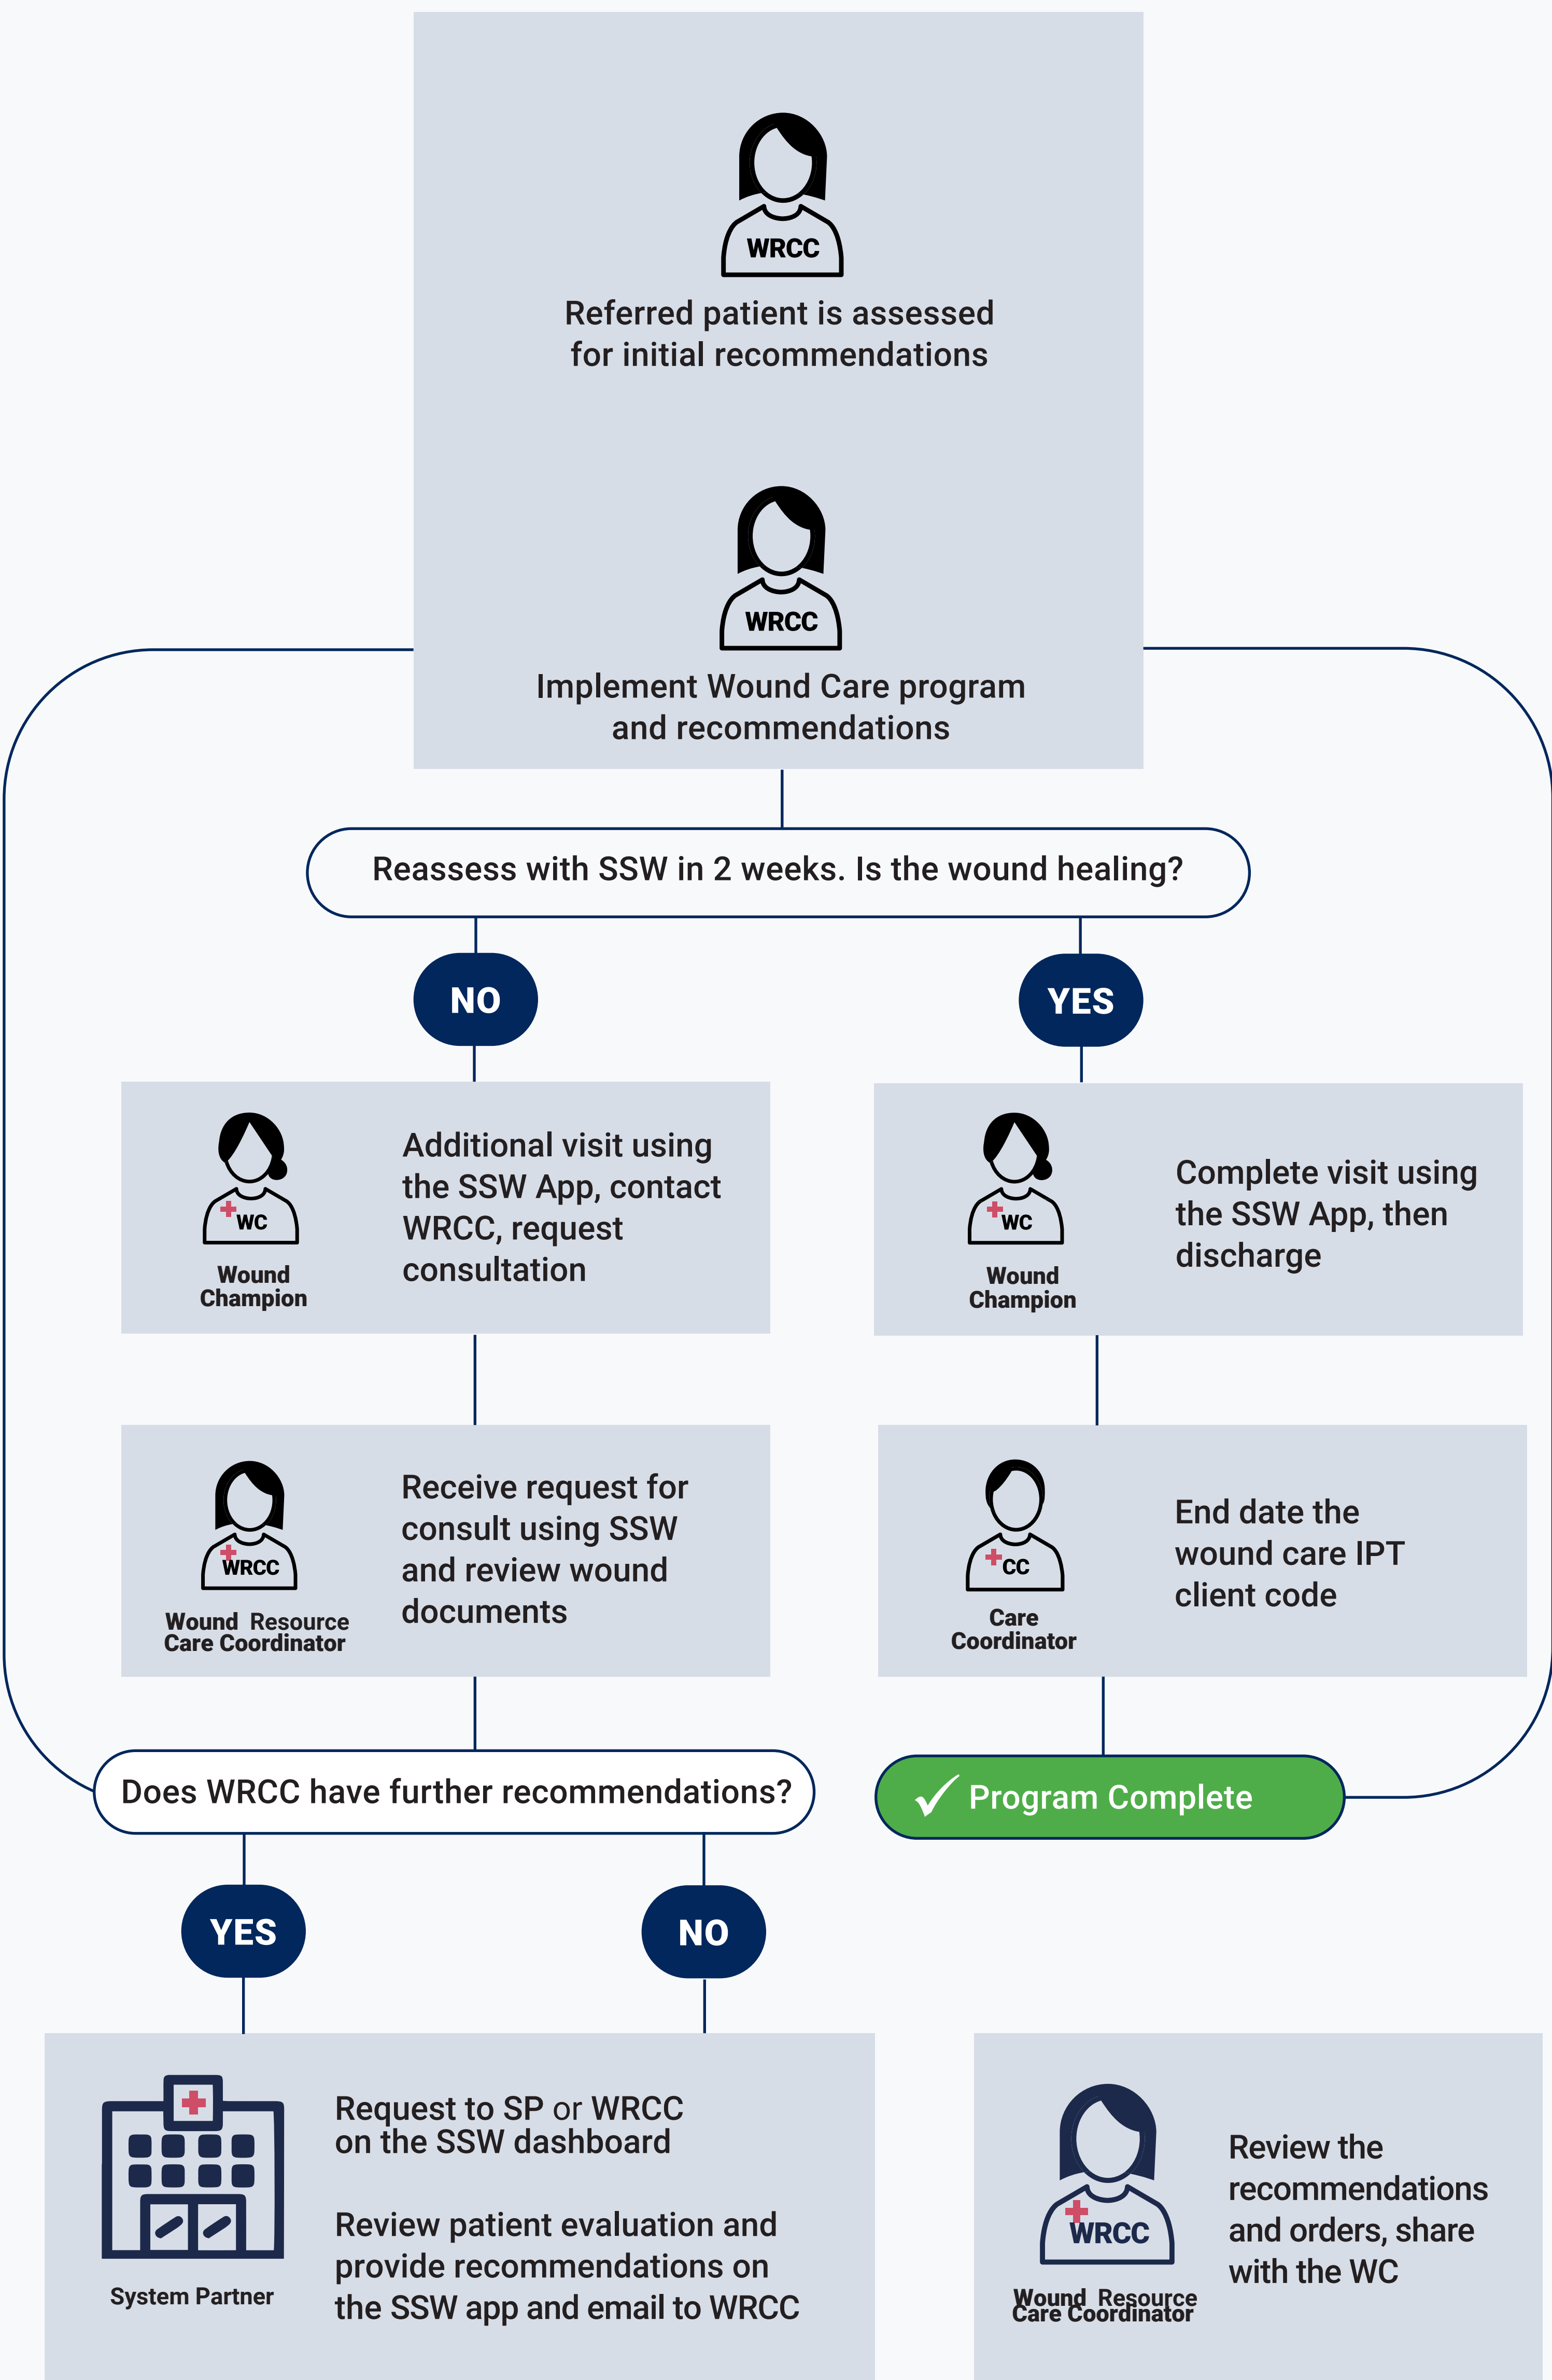 WRCC
Referred patient is assessed
for initial recommendations
WRCC
Implement Wound Care program
and recommendations
Reassess with SSW in 2 weeks. Is the wound healing?
NO
YES
WC
Wound
Champion
Additional visit using
the SSW App, contact
WRCC, request
consultation
WC
Wound
Champion
Complete visit using
the SSW App, then
discharge
WRCC
Wound Resource
Care Coordinator
Receive request for
consult using SSW
and review wound
documents
CC
Care
Coordinator
End date the
wound care IPT
client code
Does WRCC have further recommendations?
Program Complete
YES
NO
System Partner
Request to SP or WRCC
on the SSW dashboard
Review patient evaluation and
provide recommendations on
the SSW app and email to WRCC
WRCC
Wound Resource
Care Coordinator
Review the
recommendations
and orders, share
with the WC